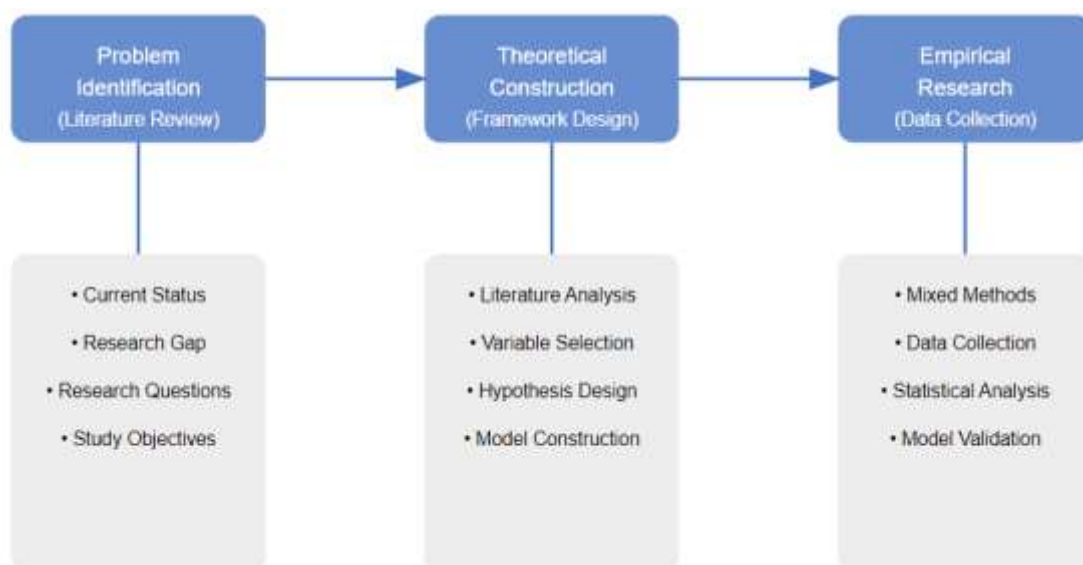 Problem
Identification
(Literature Review)
Theoretical
Construction
(Framework Design)
Empirical
Research
(Data Collection)
• Current Status
• Research Gap
• Research Questions
• Study Objectives
• Literature Analysis
• Variable Selection
• Hypothesis Design
• Model Construction
• Mixed Methods
• Data Collection
• Statistical Analysis
• Model Validation